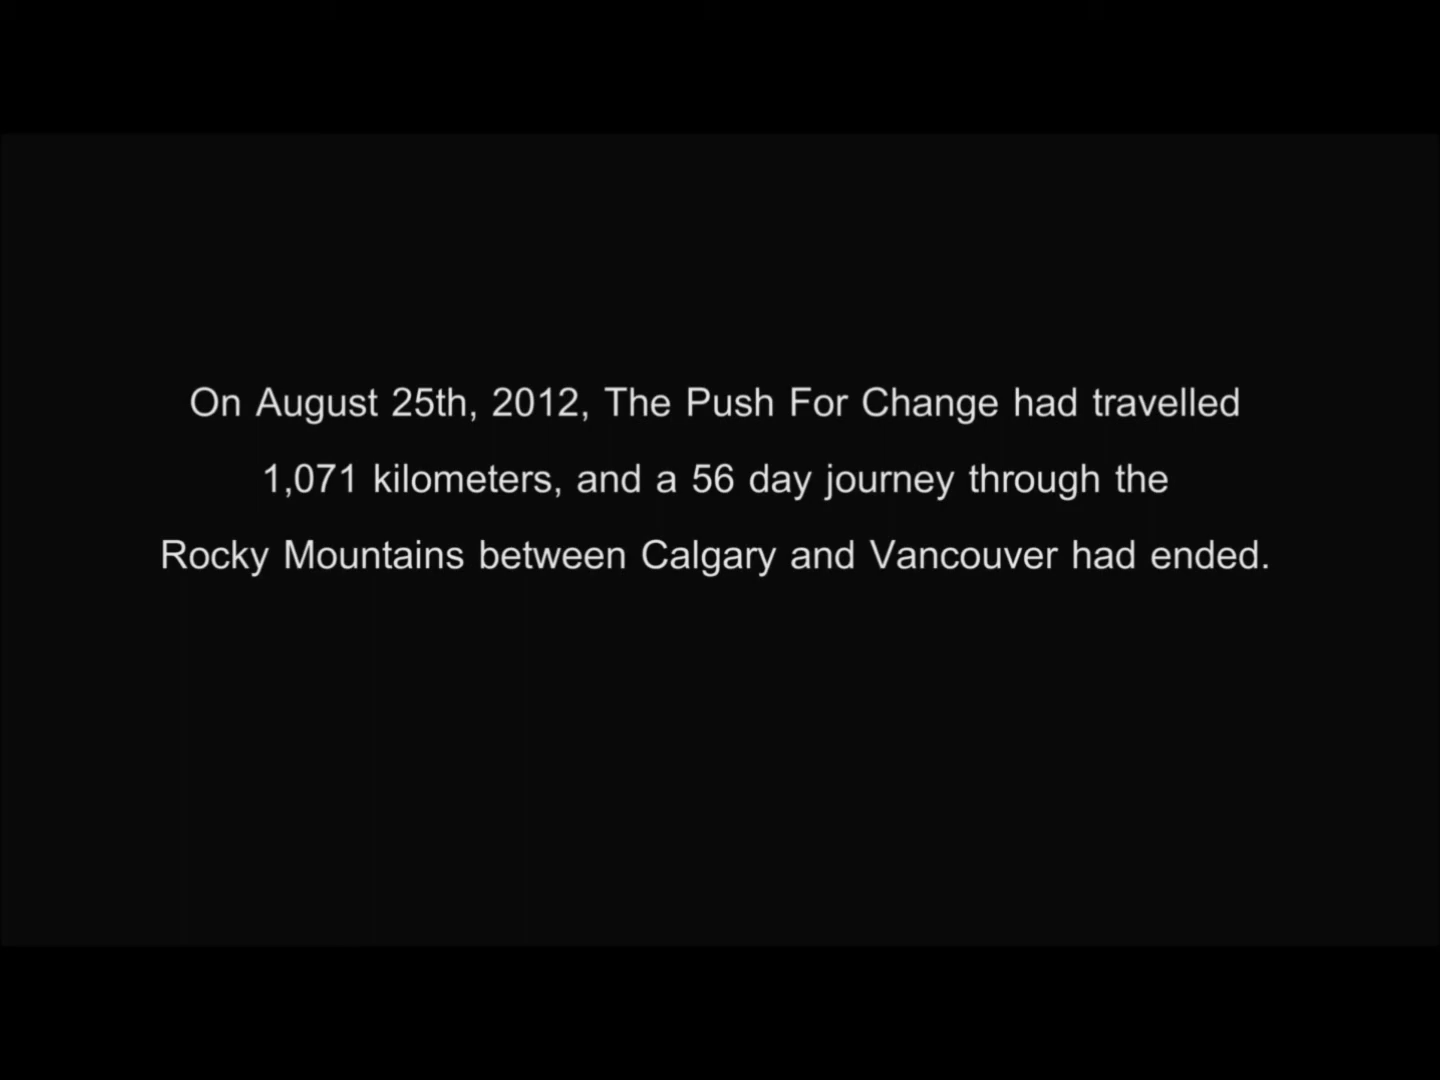 On August 25th, 2012, The Push For Change had travelled
1,071 kilometers, and a 56 day journey through the
Rocky Mountains between Calgary and Vancouver had ended.